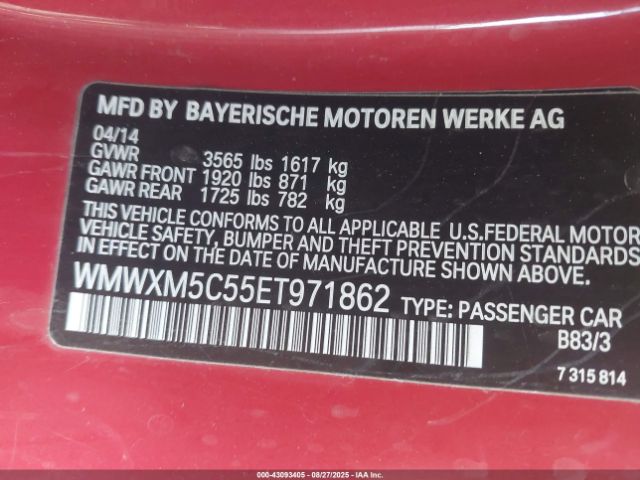 MFD BY BAYERISCHE MOTOREN WERKE AG
04/14
GVWR 3565 lbs 1617 kg
GAWR FRONT 1920 lbs 871 kg
GAWR REAR 1725 lbs 782 kg
THIS VEHICLE CONFORMS TO ALL APPLICABLE U.S.FEDERAL MOTOR
VEHICLE SAFETY, BUMPER AND THEFT PREVENTION STANDARDS
IN EFFECT ON THE DATE OF MANUFACTURE SHOWN ABOVE.
WMWXM5C55ET971862 TYPE: PASSENGER CAR
B83/3
7 315 814
000-43093405 - 08/27/2025 - IAAI.com